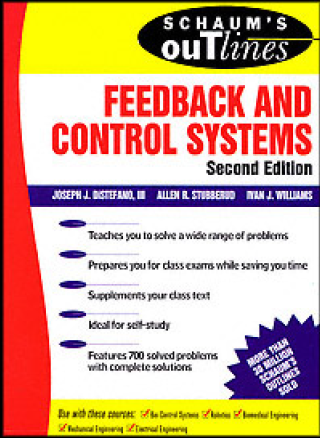 SCHAUM'S
ouTlines
FEEDBACK AND
CONTROL SYSTEMS
Second Edition
JOSEPH J. DISTEFANO, III ALLEN R. STUBBERUD IVAN J. WILLIAMS
Teaches you to solve a wide range of problems
Prepares you for class exams while saving you time
Supplements your class text
Ideal for self-study
Features 700 solved problems
with complete solutions
MORE THAN
30 MILLION
SCHAUM'S
OUTLINES
SOLD
Use with these courses: ☑ Bio Control Systems ☑ Robotics ☑ Biomedical Engineering
☑ Mechanical Engineering ☑ Electrical Engineering